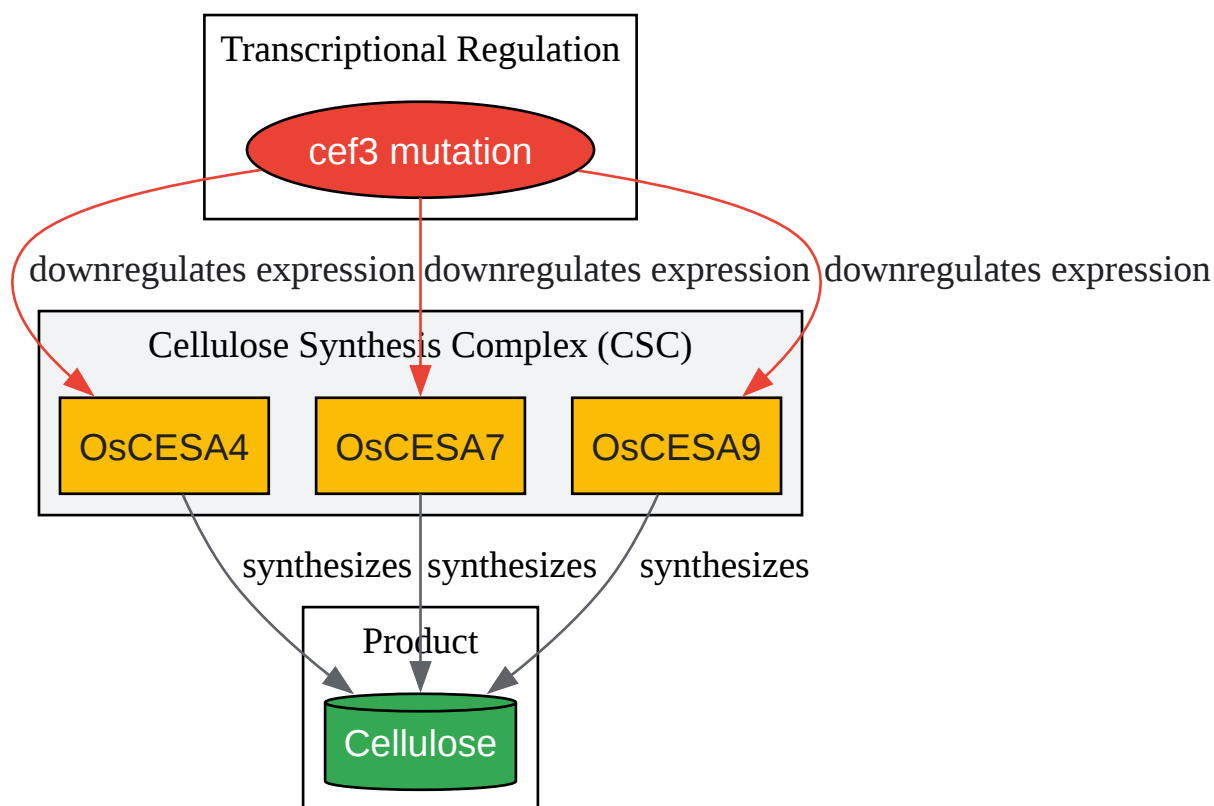 Transcriptional Regulation
cef3 mutation
downregulates expression
downregulates expression
downregulates expression
Cellulose Synthesis Complex (CSC)
OsCESA4
OsCESA7
OsCESA9
synthesizes
synthesizes
synthesizes
Product
Cellulose